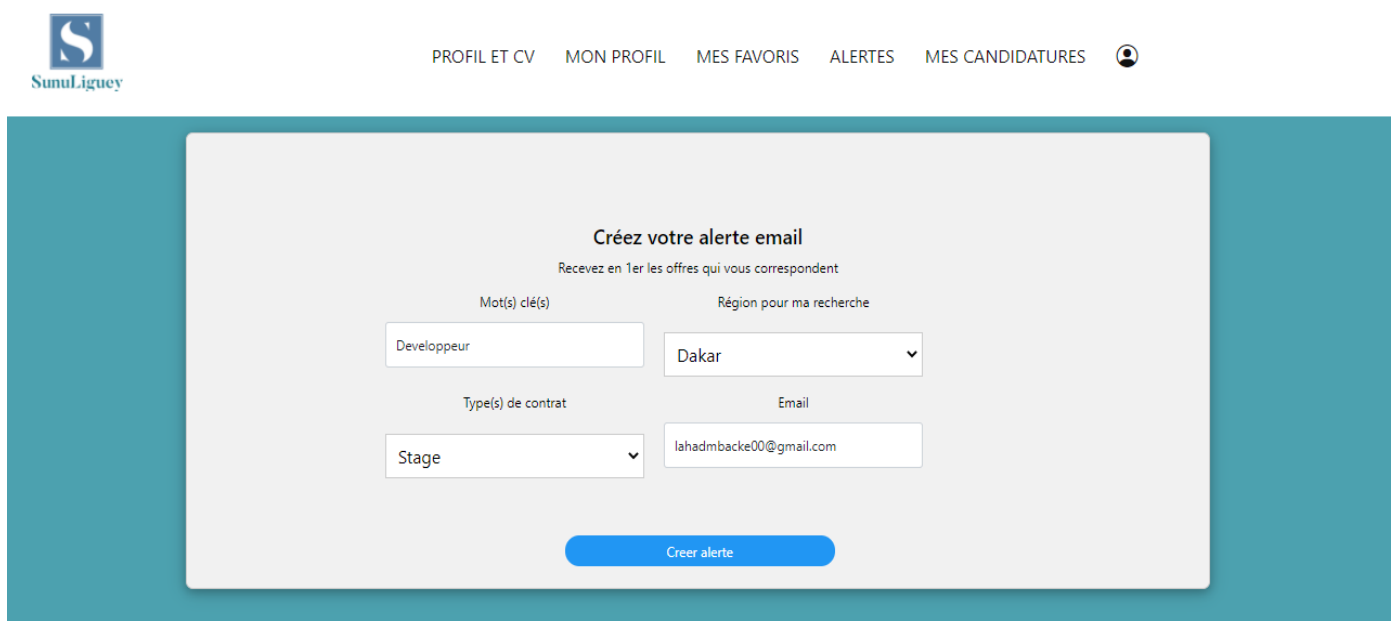 S
SunuLiguey
PROFIL ET CV MON PROFIL MES FAVORIS ALERTES MES CANDIDATURES
Créez votre alerte email
Recevez en 1er les offres qui vous correspondent
Mot(s) clé(s) Région pour ma recherche
Developpeur Dakar
Type(s) de contrat Email
Stage lahadmbacke00@gmail.com
Creer alerte